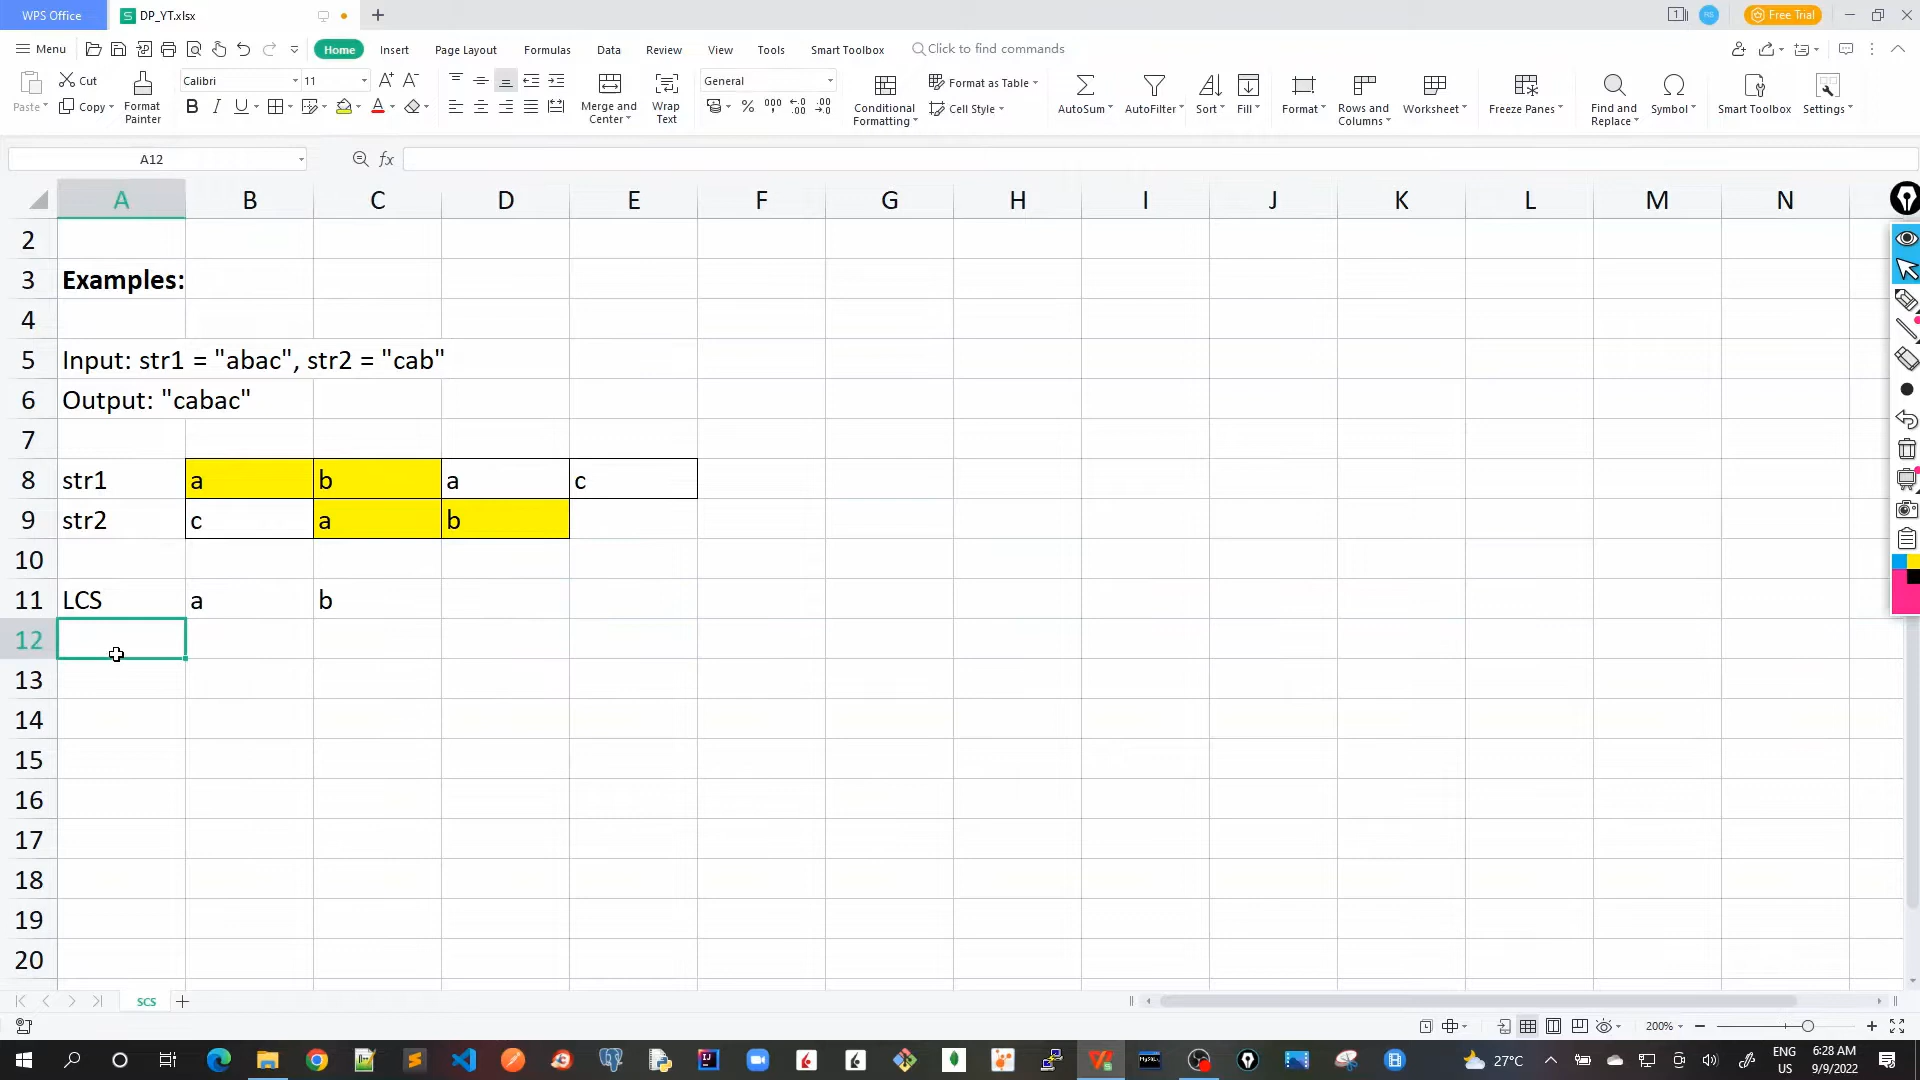 WPS Office
DP_YT.xlsx
RS
Free Trial
Menu
Home
Insert
Page Layout
Formulas
Data
Review
View
Tools
Smart Toolbox
Click to find commands
Paste
Cut
Copy
Format Painter
Calibri
11
Merge and Center
Wrap Text
General
Conditional Formatting
Format as Table
Cell Style
AutoSum
AutoFilter
Sort
Fill
Format
Rows and Columns
Worksheet
Freeze Panes
Find and Replace
Symbol
Smart Toolbox
Settings
A12
fx
A B C D E F G H I J K L M N
2
3 Examples:
4
5 Input: str1 = "abac", str2 = "cab"
6 Output: "cabac"
7
8 str1 a b a c
9 str2 c a b
10
11 LCS a b
12
13
14
15
16
17
18
19
20
SCS
200%
27°C
ENG US
6:28 AM
9/9/2022